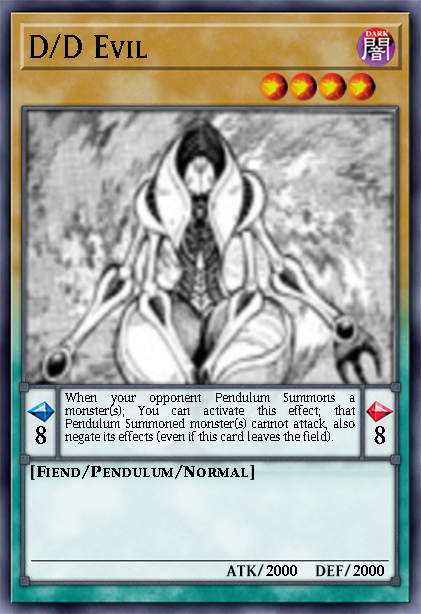 D/D Evil
DARK
闇
When your opponent Pendulum Summons a
monster(s); You can activate this effect; that
Pendulum Summoned monster(s) cannot attack, also
negate its effects (even if this card leaves the field).
8
8
[Fiend/Pendulum/Normal]
ATK/2000 DEF/2000